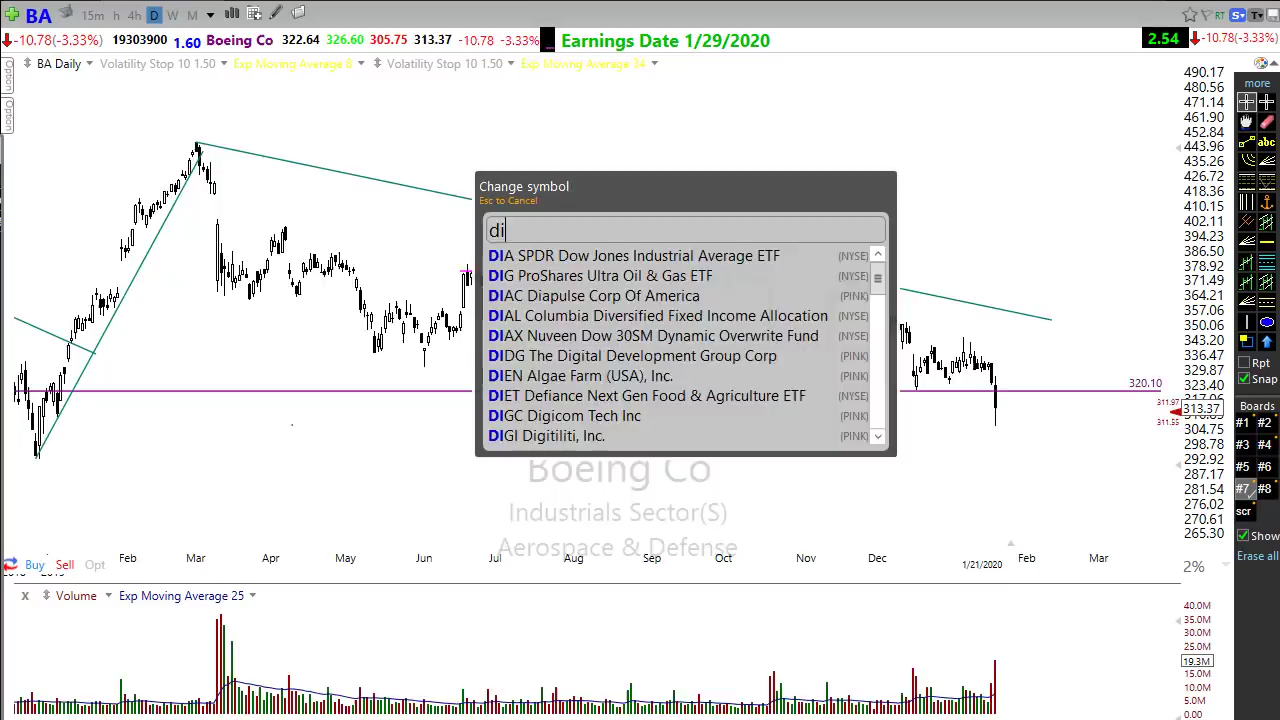 BA 15m h 4h D W M RT S T
-10.78(-3.33%) 19303900 1.60 Boeing Co 322.64 326.60 305.75 313.37 -10.78 -3.33% Earnings Date 1/29/2020 2.54 -10.78(-3.33%)
Option
Option
BA Daily Volatility Stop 10 1.50 Exp Moving Average 8 Volatility Stop 10 1.50 Exp Moving Average 34
490.17
480.56
471.14
461.90
452.84
443.96
435.26
426.72
418.36
410.15
402.11
394.23
386.50
378.92
371.49
364.21
357.06
350.06
343.20
336.47
329.87
323.40
313.37
304.75
298.78
292.92
287.17
281.54
276.02
270.61
265.30
320.10
311.97
311.55
Change symbol
Esc to Cancel
di
DIA SPDR Dow Jones Industrial Average ETF (NYSE)
DIG ProShares Ultra Oil & Gas ETF (NYSE)
DIAC Diapulse Corp Of America (PINK)
DIAL Columbia Diversified Fixed Income Allocation (NYSE)
DIAX Nuveen Dow 30SM Dynamic Overwrite Fund (NYSE)
DIDG The Digital Development Group Corp (PINK)
DIEN Algae Farm (USA), Inc. (PINK)
DIET Defiance Next Gen Food & Agriculture ETF (NYSE)
DIGC Digicom Tech Inc (PINK)
DIGI Digitiliti, Inc. (PINK)
Boeing Co
Industrials Sector(S)
Aerospace & Defense
more
abc
Rpt
Snap
Boards
#1 #2
#3 #4
#5 #6
#7 #8
scr
Show
Erase all
Feb Mar Apr May Jun Jul Aug Sep Oct Nov Dec 1/21/2020 Feb Mar
Buy Sell Opt
2%
x Volume Exp Moving Average 25
40.0M
35.0M
30.0M
25.0M
19.3M
15.0M
10.0M
5.0M
0.00